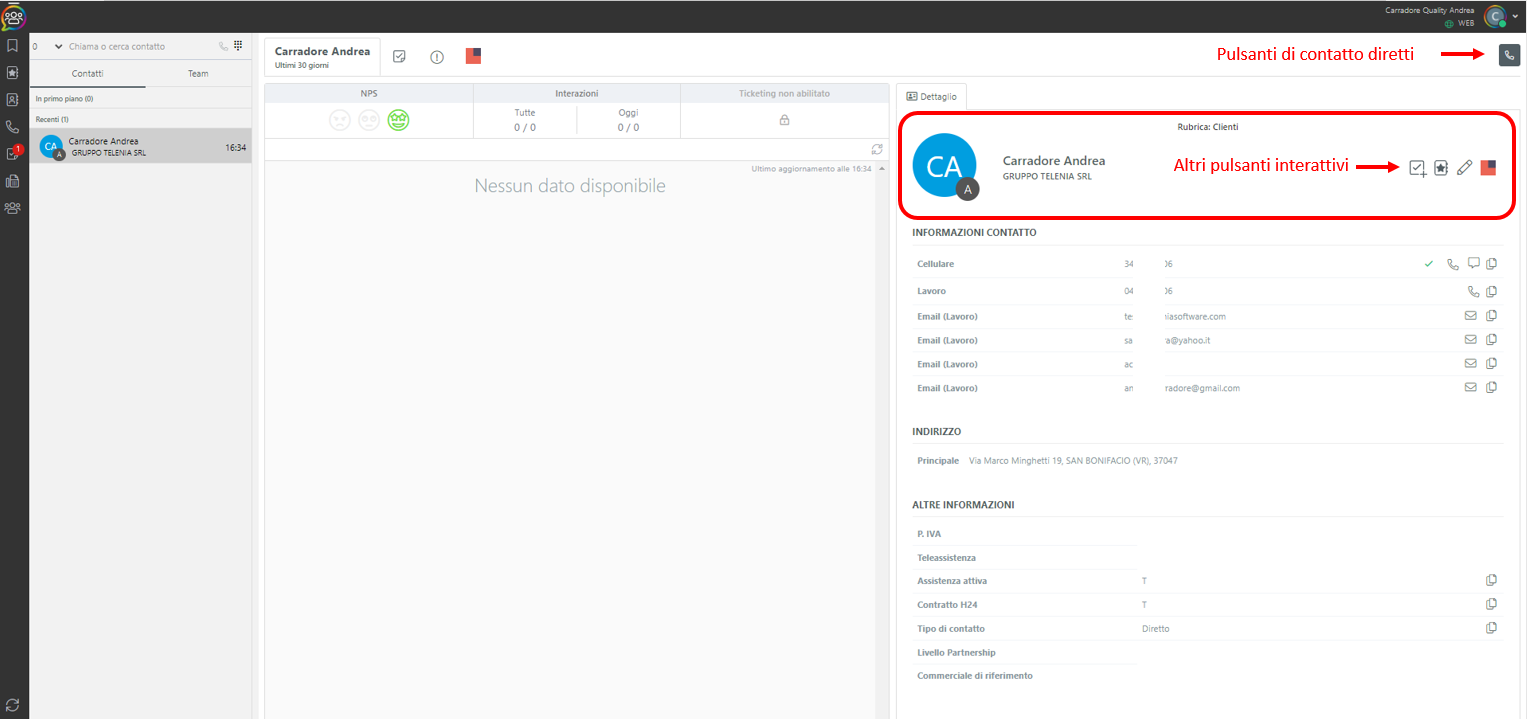 Carradore Quality Andrea
C
WEB
0
Chiama o cerca contatto
Contatti
Team
In primo piano (0)
Recenti (1)
CA
A
Carradore Andrea
GRUPPO TELENIA SRL
16:34
1
Carradore Andrea
Ultimi 30 giorni
Pulsanti di contatto diretti
NPS
Interazioni
Ticketing non abilitato
Tutte
0 / 0
Oggi
0 / 0
Ultimo aggiornamento alle 16:34
Nessun dato disponibile
Dettaglio
Rubrica: Clienti
CA
A
Carradore Andrea
GRUPPO TELENIA SRL
Altri pulsanti interattivi
INFORMAZIONI CONTATTO
Cellulare 34 06
Lavoro 04 06
Email (Lavoro) te iasoftware.com
Email (Lavoro) sa a@yahoo.it
Email (Lavoro) ac
Email (Lavoro) an radore@gmail.com
INDIRIZZO
Principale Via Marco Minghetti 19, SAN BONIFACIO (VR), 37047
ALTRE INFORMAZIONI
P. IVA
Teleassistenza
Assistenza attiva T
Contratto H24 T
Tipo di contatto Diretto
Livello Partnership
Commerciale di riferimento